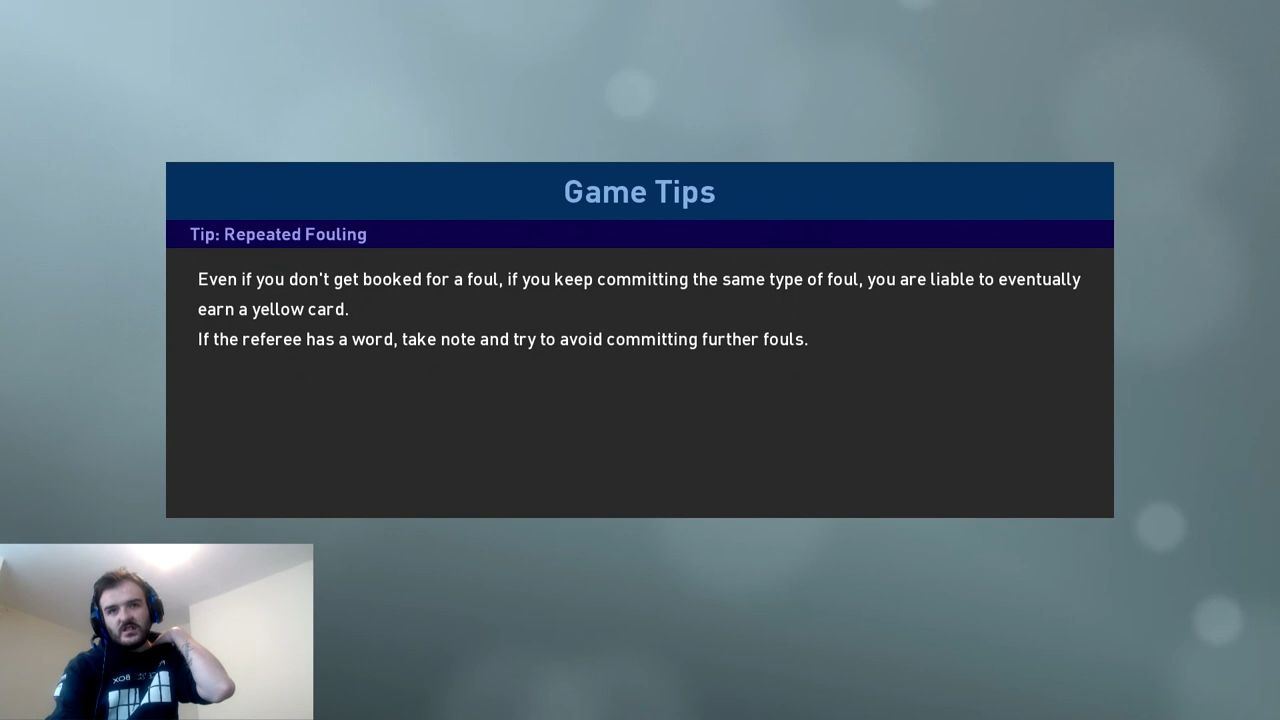 Game Tips
Tip: Repeated Fouling
Even if you don't get booked for a foul, if you keep committing the same type of foul, you are liable to eventually
earn a yellow card.
If the referee has a word, take note and try to avoid committing further fouls.